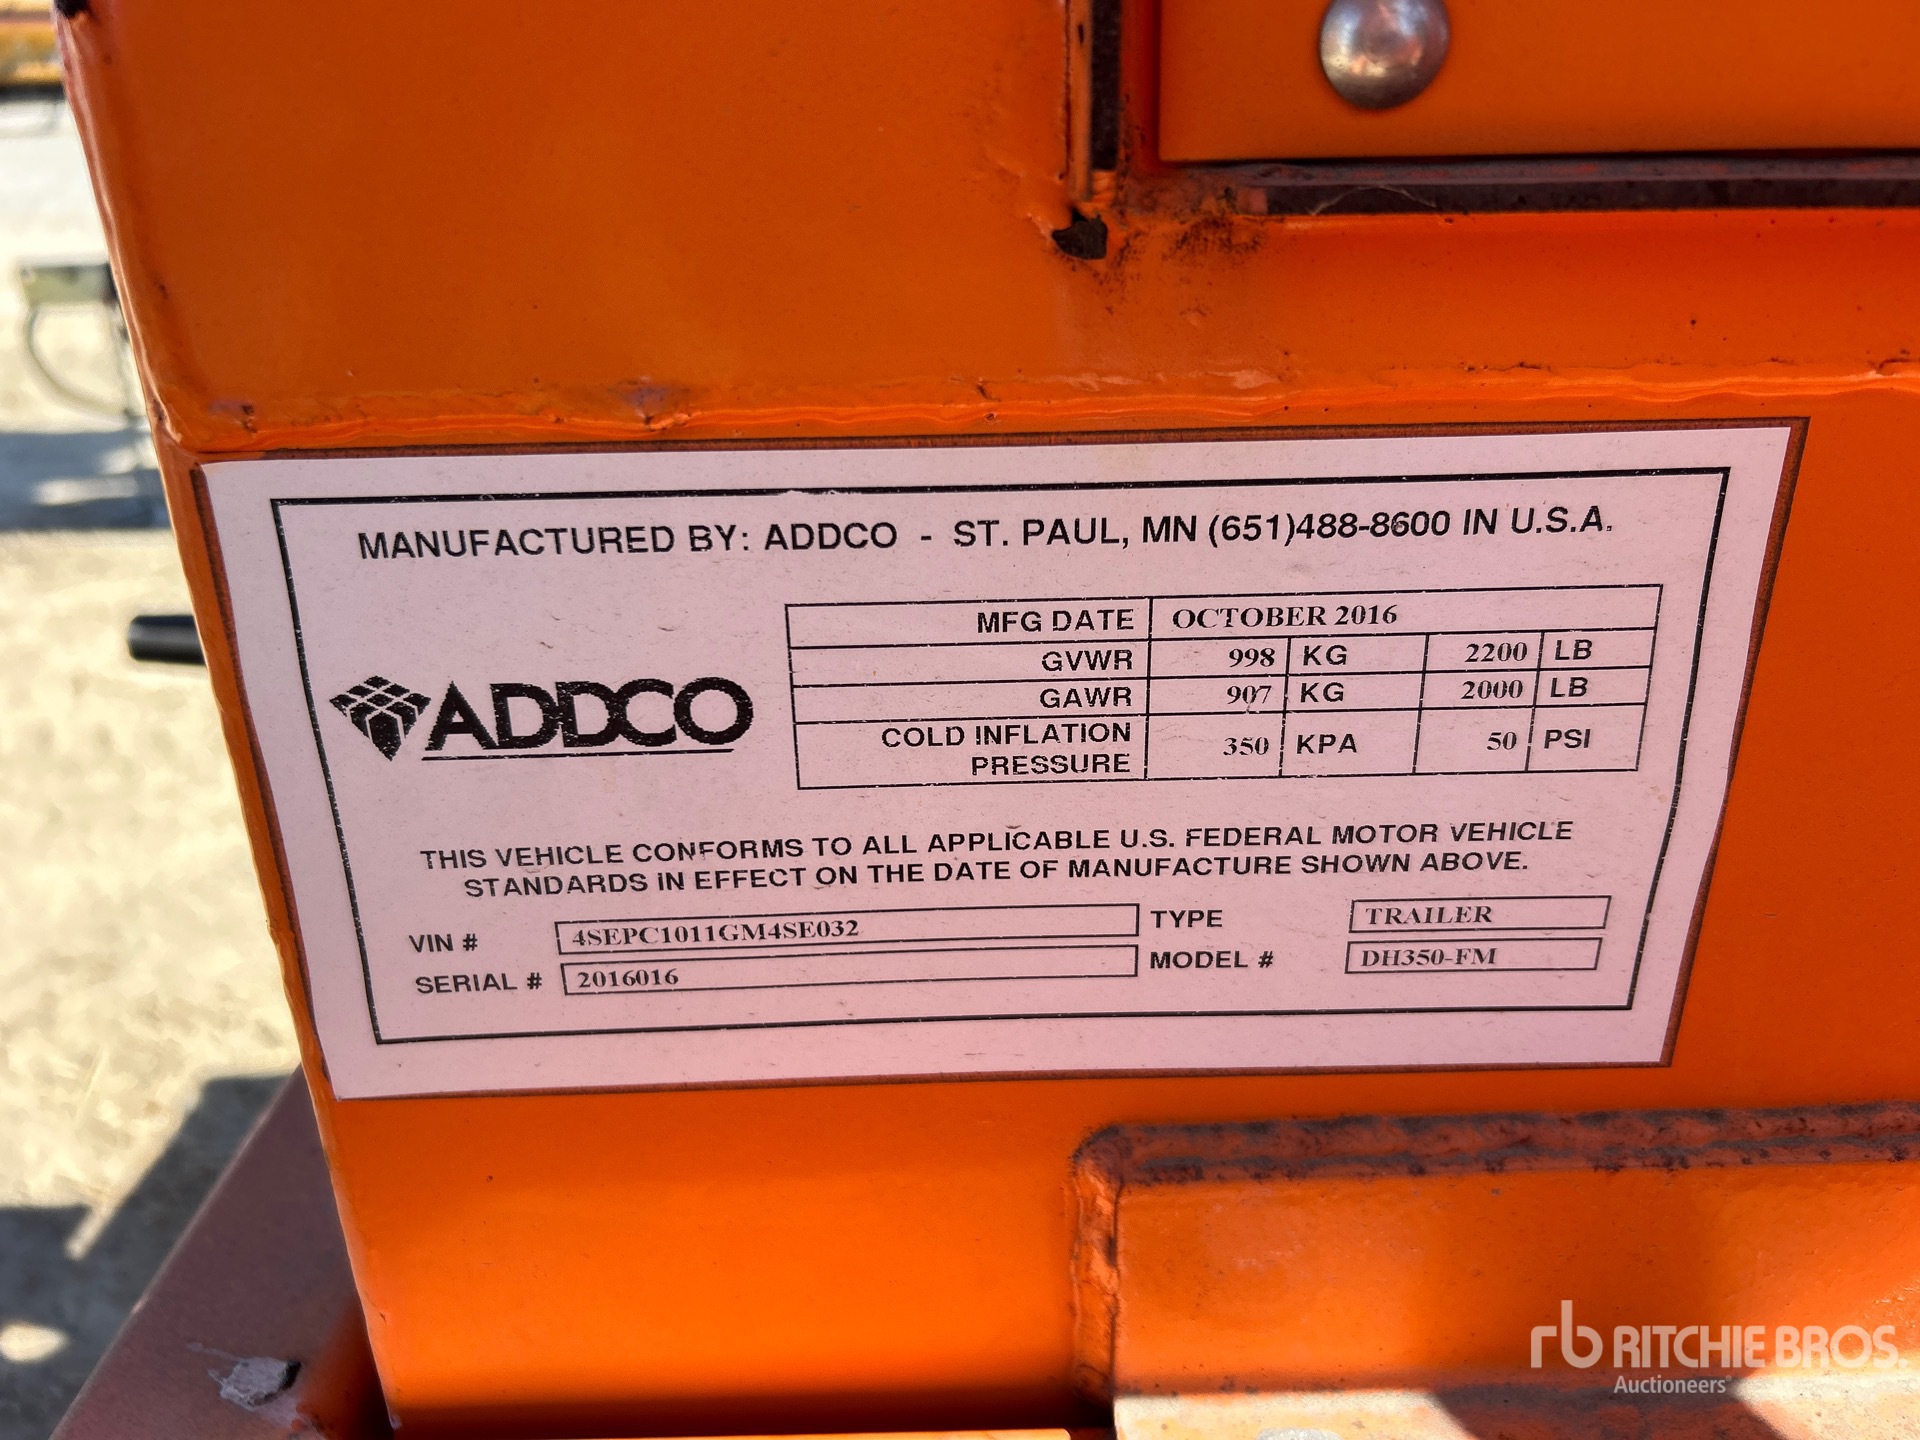 MANUFACTURED BY: ADDCO - ST. PAUL, MN (651)488-8600 IN U.S.A.
ADDCO
MFG DATE OCTOBER 2016
GVWR 998 KG 2200 LB
GAWR 907 KG 2000 LB
COLD INFLATION
PRESSURE 350 KPA 50 PSI
THIS VEHICLE CONFORMS TO ALL APPLICABLE U.S. FEDERAL MOTOR VEHICLE
STANDARDS IN EFFECT ON THE DATE OF MANUFACTURE SHOWN ABOVE.
VIN # 4SEPC1011GM4SE032 TYPE TRAILER
SERIAL # 2016016 MODEL # DH350-FM
rb RITCHIE BROS.
Auctioneers